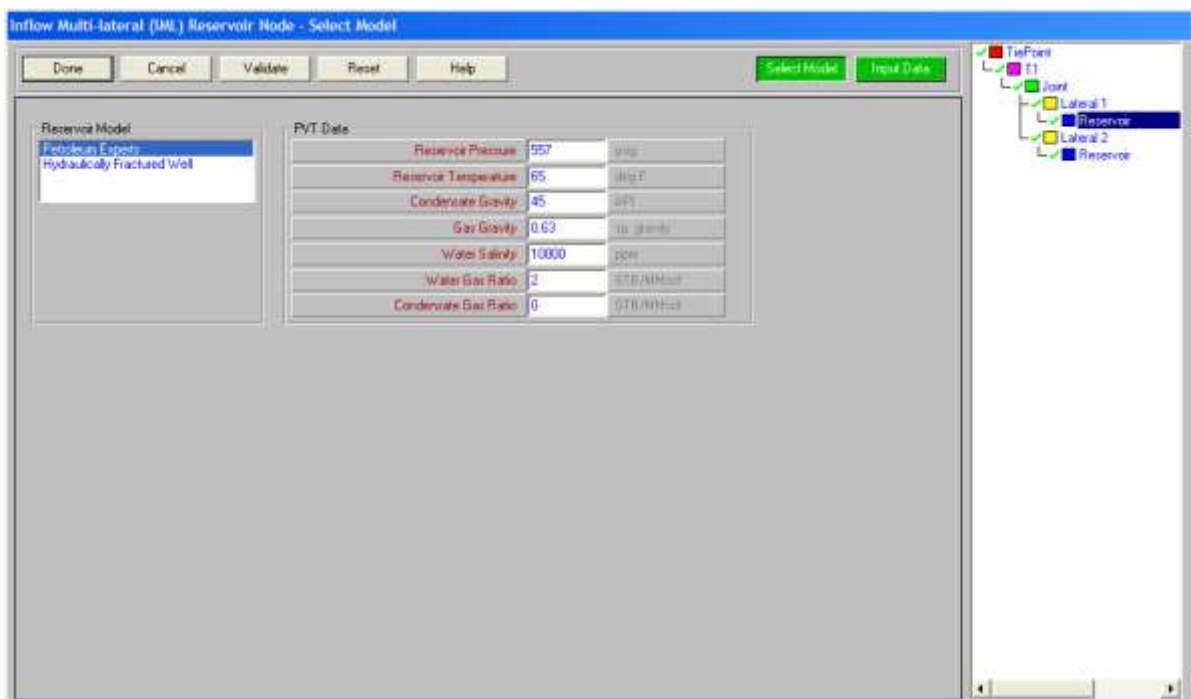 Inflow Multi-lateral (IML) Reservoir Node - Select Model
Done Cancel Validate Reset Help Select Model Input Data
Reservoir Model
Petroleum Experts
Hydraulically Fractured Well
PVT Data
Reservoir Pressure 557 psig
Reservoir Temperature 65 deg F
Condensate Gravity 45 API
Gas Gravity 0.63 sp. gravity
Water Salinity 10000 ppm
Water Gas Ratio 2 STB/MMscf
Condensate Gas Ratio 0 STB/MMscf
TiePoint
T1
Joint
Lateral 1
Reservoir
Lateral 2
Reservoir